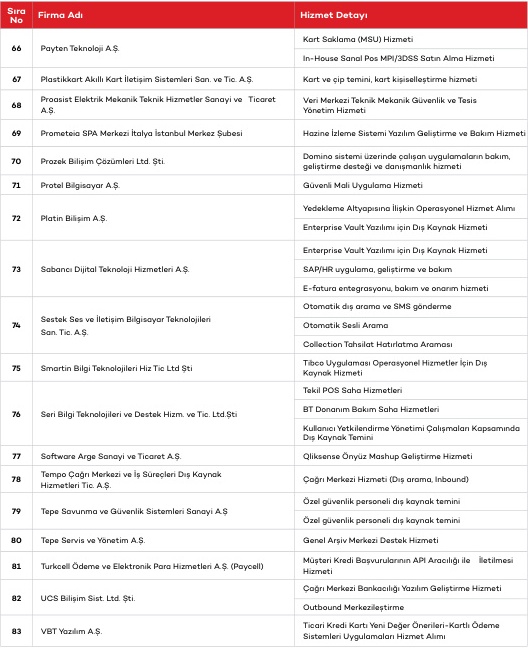 Sıra No Firma Adı Hizmet Detayı
66 Payten Teknoloji A.Ş. Kart Saklama (MSU) Hizmeti
In-House Sanal Pos MPI/3DSS Satın Alma Hizmeti
67 Plastikkart Akıllı Kart İletişim Sistemleri San. ve Tic. A.Ş. Kart ve çip temini, kart kişiselleştirme hizmeti
68 Proasist Elektrik Mekanik Teknik Hizmetler Sanayi ve Ticaret
A.Ş.
Veri Merkezi Teknik Mekanik Güvenlik ve Tesis
Yönetim Hizmeti
69 Prometeia SPA Merkezi İtalya İstanbul Merkez Şubesi Hazine İzleme Sistemi Yazılım Geliştirme ve Bakım Hizmeti
70 Prozek Bilişim Çözümleri Ltd. Şti. Domino sistemi üzerinde çalışan uygulamaların bakım,
geliştirme desteği ve danışmanlık hizmeti
71 Protel Bilgisayar A.Ş. Güvenli Mali Uygulama Hizmeti
72 Platin Bilişim A.Ş. Yedekleme Altyapısına İlişkin Operasyonel Hizmet Alımı
Enterprise Vault Yazılımı için Dış Kaynak Hizmeti
73 Sabancı Dijital Teknoloji Hizmetleri A.Ş. Enterprise Vault Yazılımı için Dış Kaynak Hizmeti
SAP/HR uygulama, geliştirme ve bakım
E-fatura entegrasyonu, bakım ve onarım hizmeti
74 Sestek Ses ve İletişim Bilgisayar Teknolojileri
San. Tic. A.Ş.
Otomatik dış arama ve SMS gönderme
Otomatik Sesli Arama
Collection Tahsilat Hatırlatma Araması
75 Smartin Bilgi Teknolojileri Hiz Tic Ltd Şti Tibco Uygulaması Operasyonel Hizmetler İçin Dış
Kaynak Hizmeti
76 Seri Bilgi Teknolojileri ve Destek Hizm. ve Tic. Ltd.Şti Tekil POS Saha Hizmetleri
BT Donanım Bakım Saha Hizmetleri
Kullanıcı Yetkilendirme Yönetimi Çalışmaları Kapsamında
Dış Kaynak Temini
77 Software Arge Sanayi ve Ticaret A.Ş. Qliksense Önyüz Mashup Geliştirme Hizmeti
78 Tempo Çağrı Merkezi ve İş Süreçleri Dış Kaynak
Hizmetleri Tic. A.Ş.
Çağrı Merkezi Hizmeti (Dış arama, Inbound)
79 Tepe Savunma ve Güvenlik Sistemleri Sanayi A.Ş Özel güvenlik personeli dış kaynak temini
Özel güvenlik personeli dış kaynak temini
80 Tepe Servis ve Yönetim A.Ş. Genel Arşiv Merkezi Destek Hizmeti
81 Turkcell Ödeme ve Elektronik Para Hizmetleri A.Ş. (Paycell) Müşteri Kredi Başvurularının API Aracılığı ile İletilmesi
Hizmeti
82 UCS Bilişim Sist. Ltd. Şti. Çağrı Merkezi Bankacılığı Yazılım Geliştirme Hizmeti
Outbound Merkezileştirme
83 VBT Yazılım A.Ş. Ticari Kredi Kartı Yeni Değer Önerileri-Kartlı Ödeme
Sistemleri Uygulamaları Hizmet Alımı